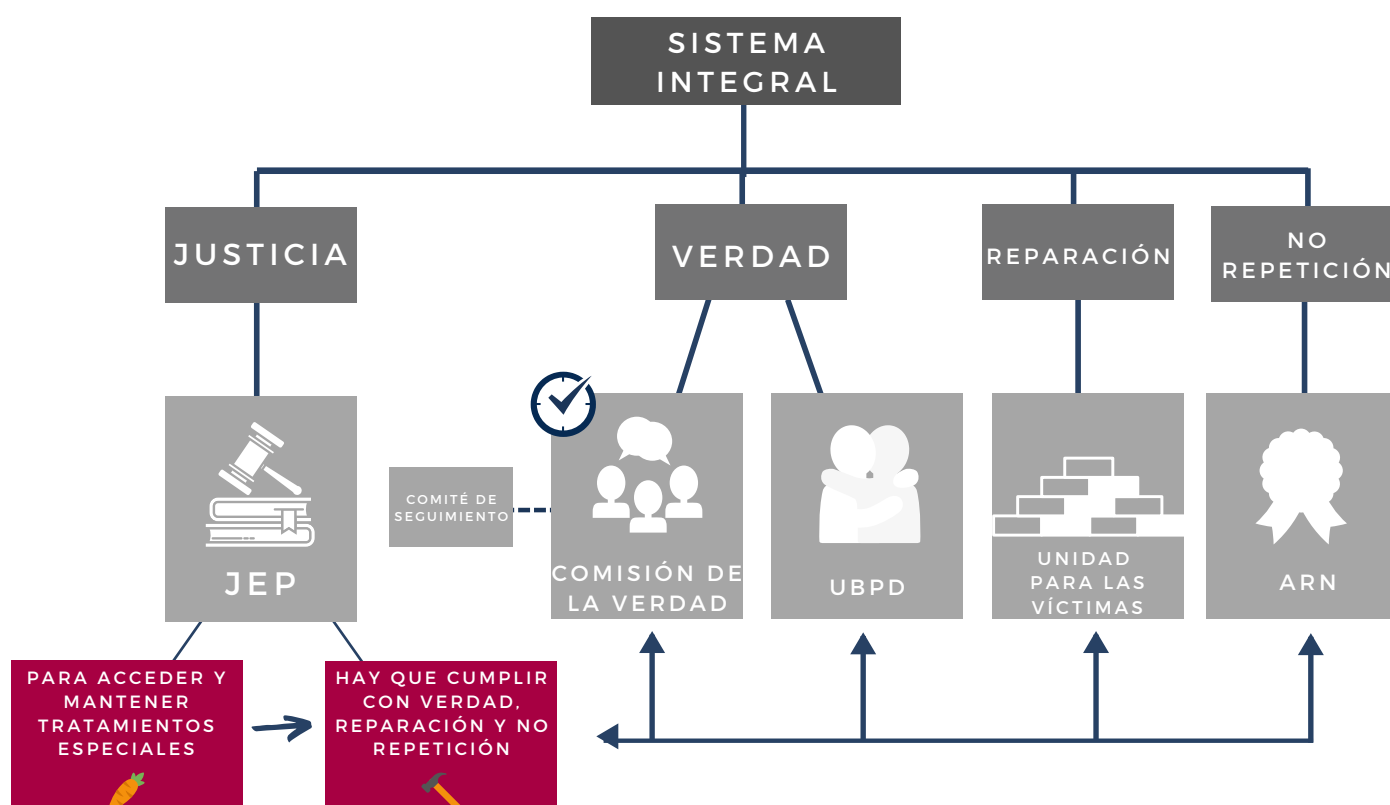 SISTEMA
INTEGRAL
JUSTICIA
VERDAD
REPARACIÓN
NO
REPETICIÓN
COMITÉ DE
SEGUIMIENTO
JEP
COMISIÓN DE
LA VERDAD
UBPD
UNIDAD
PARA LAS
VÍCTIMAS
ARN
PARA ACCEDER Y
MANTENER
TRATAMIENTOS
ESPECIALES
HAY QUE CUMPLIR
CON VERDAD,
REPARACIÓN Y NO
REPETICIÓN